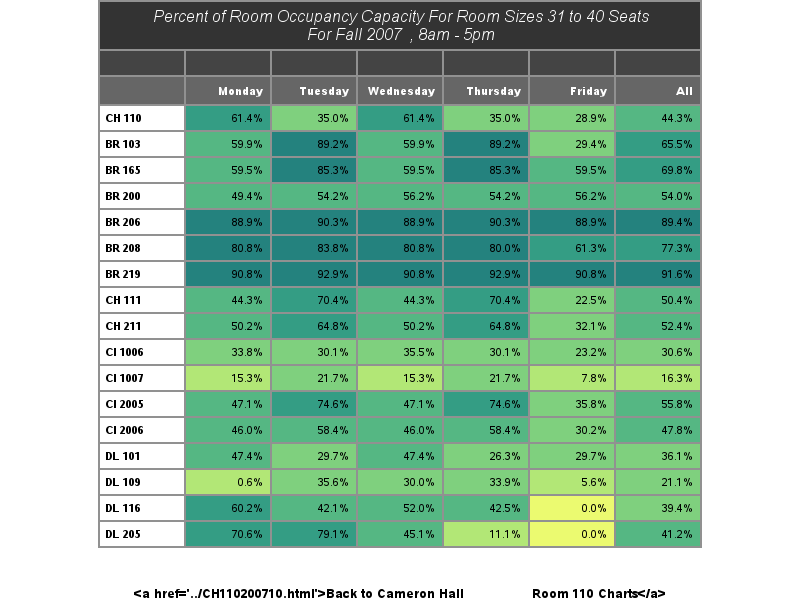 Percent of Room Occupancy Capacity For Room Sizes 31 to 40 Seats
For Fall 2007 , 8am - 5pm
Monday Tuesday Wednesday Thursday Friday All
CH 110 61.4% 35.0% 61.4% 35.0% 28.9% 44.3%
BR 103 59.9% 89.2% 59.9% 89.2% 29.4% 65.5%
BR 165 59.5% 85.3% 59.5% 85.3% 59.5% 69.8%
BR 200 49.4% 54.2% 56.2% 54.2% 56.2% 54.0%
BR 206 88.9% 90.3% 88.9% 90.3% 88.9% 89.4%
BR 208 80.8% 83.8% 80.8% 80.0% 61.3% 77.3%
BR 219 90.8% 92.9% 90.8% 92.9% 90.8% 91.6%
CH 111 44.3% 70.4% 44.3% 70.4% 22.5% 50.4%
CH 211 50.2% 64.8% 50.2% 64.8% 32.1% 52.4%
CI 1006 33.8% 30.1% 35.5% 30.1% 23.2% 30.6%
CI 1007 15.3% 21.7% 15.3% 21.7% 7.8% 16.3%
CI 2005 47.1% 74.6% 47.1% 74.6% 35.8% 55.8%
CI 2006 46.0% 58.4% 46.0% 58.4% 30.2% 47.8%
DL 101 47.4% 29.7% 47.4% 26.3% 29.7% 36.1%
DL 109 0.6% 35.6% 30.0% 33.9% 5.6% 21.1%
DL 116 60.2% 42.1% 52.0% 42.5% 0.0% 39.4%
DL 205 70.6% 79.1% 45.1% 11.1% 0.0% 41.2%
<a href='../CH110200710.html'>Back to Cameron Hall Room 110 Charts</a>